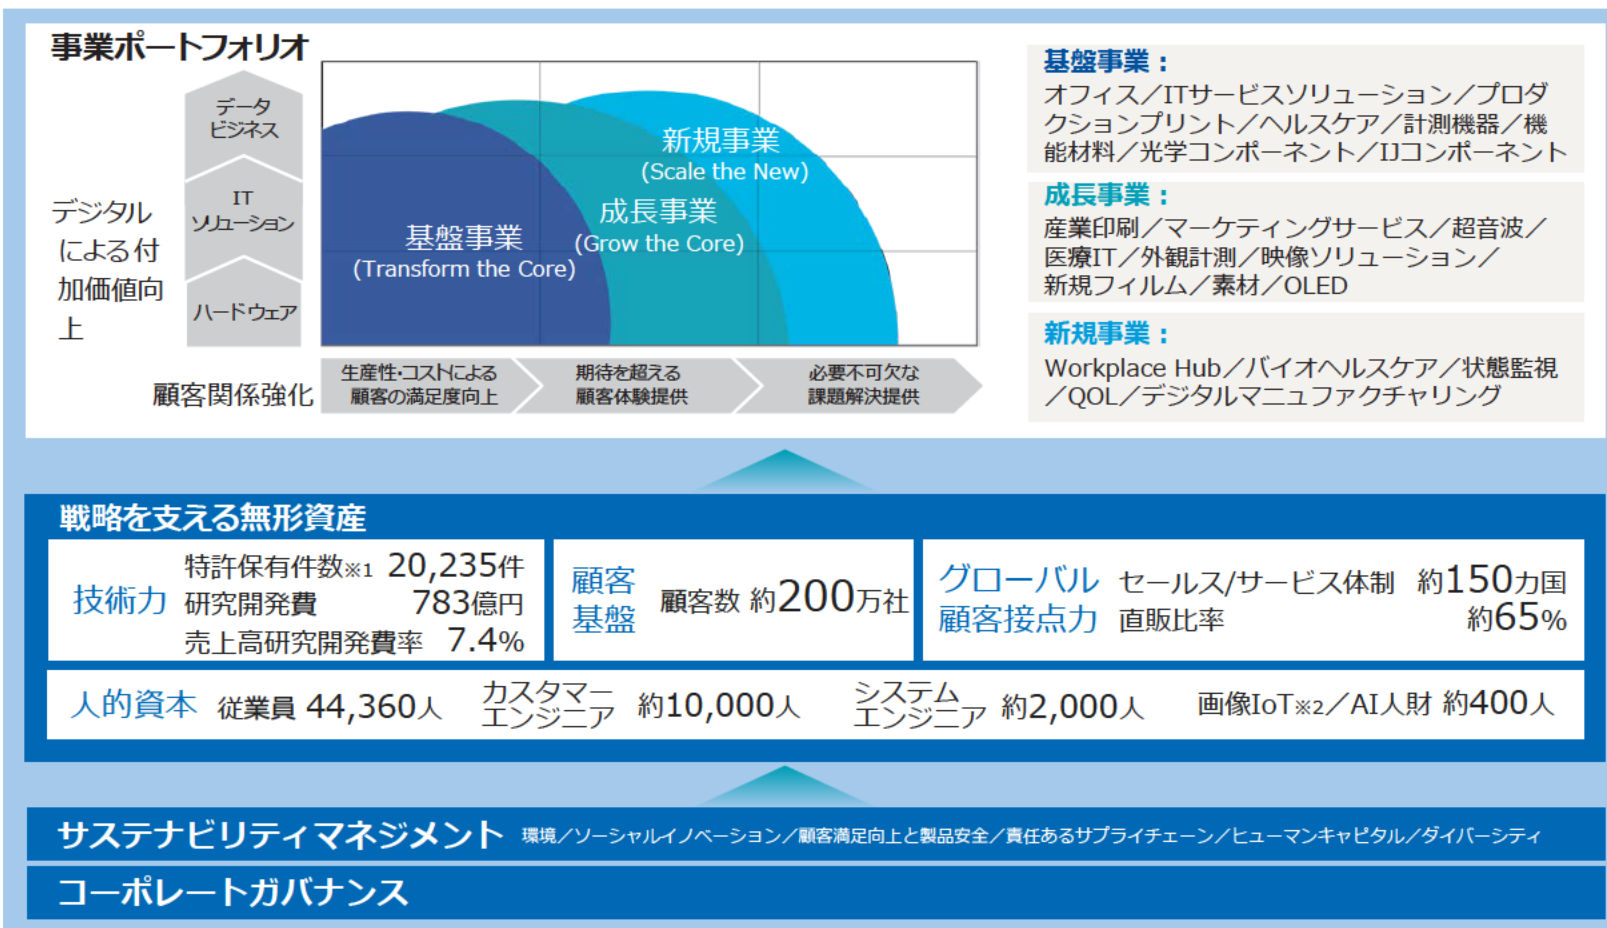 事業ポートフォリオ
データ
ビジネス
IT
ソリューション
ハードウェア
デジタル
による付
加価値向
上
新規事業
(Scale the New)
成長事業
(Grow the Core)
基盤事業
(Transform the Core)
顧客関係強化
生産性・コストによる
顧客の満足度向上
期待を超える
顧客体験提供
必要不可欠な
課題解決提供
基盤事業：
オフィス／ITサービスソリューション／プロダ
クションプリント／ヘルスケア／計測機器／機
能材料／光学コンポーネント／IJコンポーネント
成長事業：
産業印刷／マーケティングサービス／超音波／
医療IT／外観計測／映像ソリューション／
新規フィルム／素材／OLED
新規事業：
Workplace Hub／バイオヘルスケア／状態監視
／QOL／デジタルマニュファクチャリング
戦略を支える無形資産
技術力
特許保有件数※1 20,235件
研究開発費 783億円
売上高研究開発費率 7.4%
顧客
基盤
顧客数 約200万社
グローバル
顧客接点力
セールス/サービス体制 約150カ国
直販比率 約65%
人的資本 従業員 44,360人
カスタマー
エンジニア
約10,000人
システム
エンジニア
約2,000人
画像IoT※2／AI人財 約400人
サステナビリティマネジメント 環境／ソーシャルイノベーション／顧客満足向上と製品安全／責任あるサプライチェーン／ヒューマンキャピタル／ダイバーシティ
コーポレートガバナンス